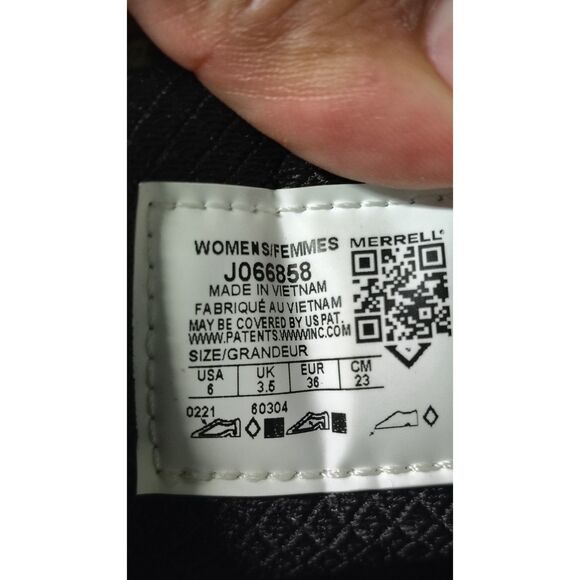 WOMENS/FEMMES MERRELL
J066858
MADE IN VIETNAM
FABRIQUÉ AU VIETNAM
MAY BE COVERED BY US PAT.
WWW.PATENTS.WWWINC.COM
SIZE/GRANDEUR
USA UK EUR CM
6 3.5 36 23
0221 60304